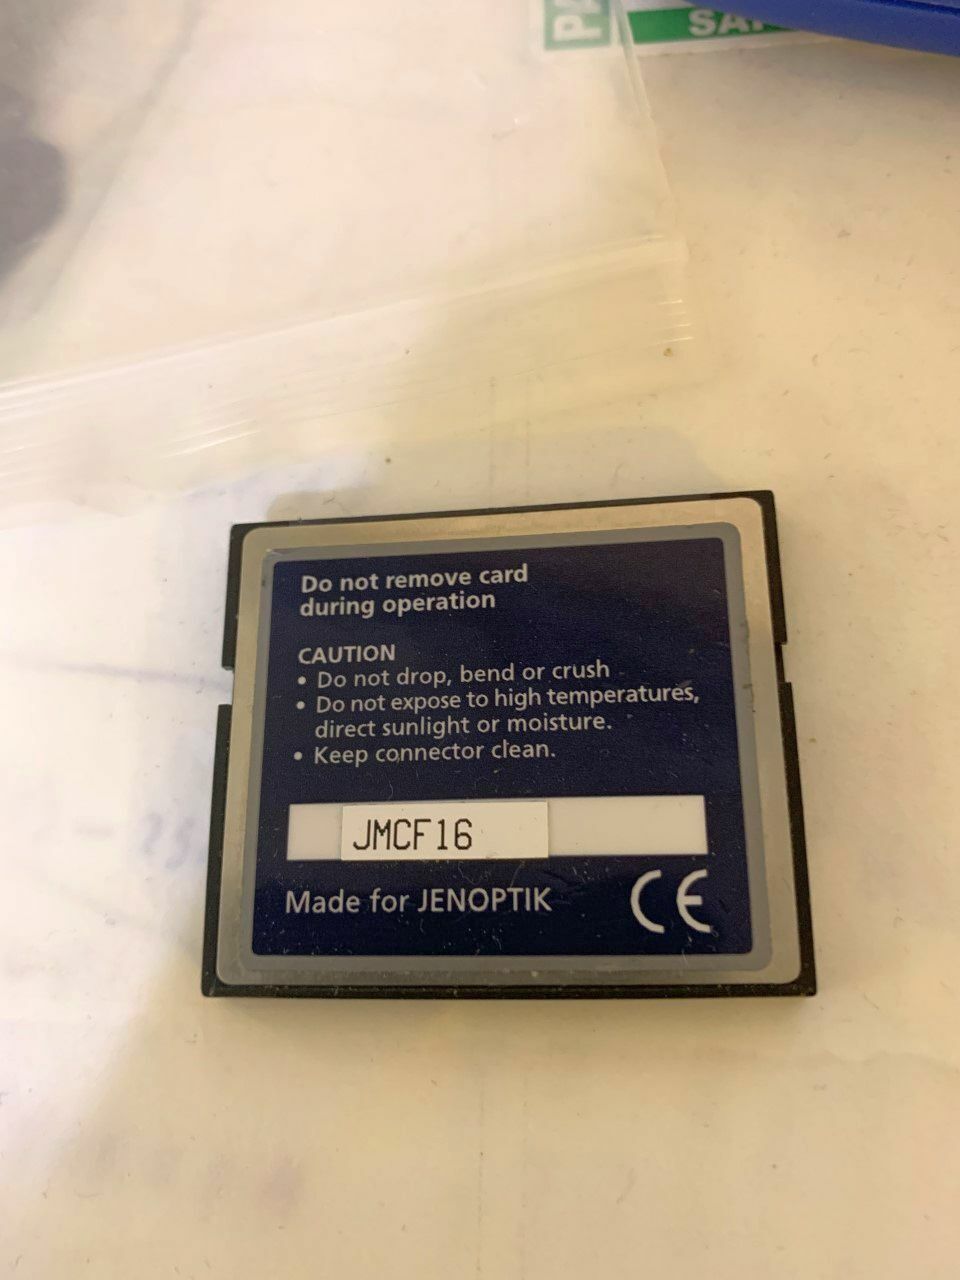 Do not remove card
during operation
CAUTION
• Do not drop, bend or crush
• Do not expose to high temperatures,
direct sunlight or moisture.
• Keep connector clean.
JMCF16
Made for JENOPTIK CE